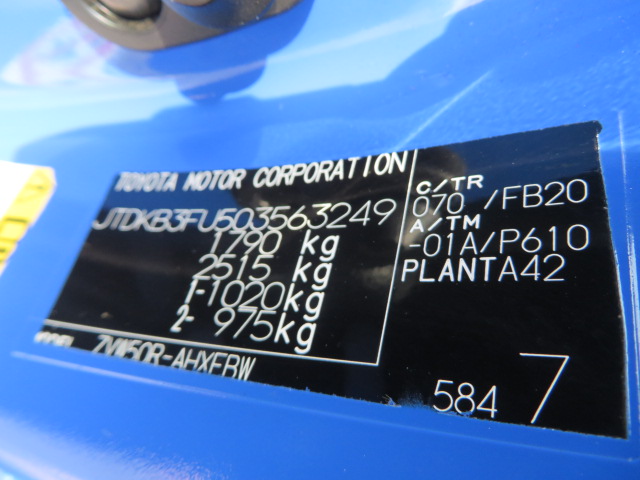 TOYOTA MOTOR CORPORATION
JTDKB3FU503563249
1790 kg
2515 kg
1-1020kg
2- 975kg
ZVW50R-AHXEBW
C/TR
070 /FB20
A/TM
-01A/P610
PLANTA42
584 7